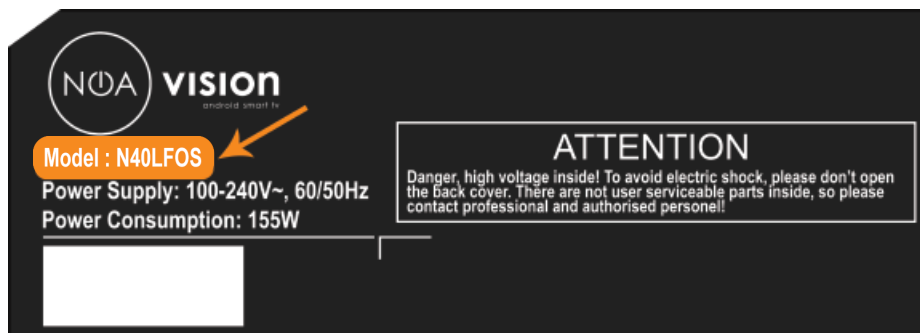 NOA vision
android smart tv
Model : N40LFOS
Power Supply: 100-240V~, 60/50Hz
Power Consumption: 155W
ATTENTION
Danger, high voltage inside! To avoid electric shock, please don't open
the back cover. There are not user serviceable parts inside, so please
contact professional and authorised personel!